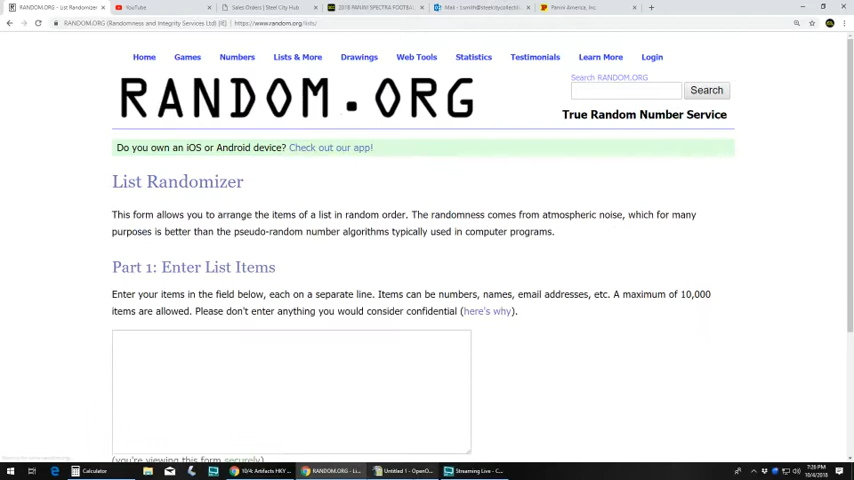 RANDOM.ORG - List Randomizer
YouTube
Sales Orders | Steel City Hub
2018 PANINI SPECTRA FOOTBA
Mail - t.smith@steelcitycollecti
Panini America, Inc.
RANDOM.ORG (Randomness and Integrity Services Ltd) [IE] | https://www.random.org/lists/
Home Games Numbers Lists & More Drawings Web Tools Statistics Testimonials Learn More Login
Search RANDOM.ORG
RANDOM.ORG
Search
True Random Number Service
Do you own an iOS or Android device? Check out our app!
List Randomizer
This form allows you to arrange the items of a list in random order. The randomness comes from atmospheric noise, which for many
purposes is better than the pseudo-random number algorithms typically used in computer programs.
Part 1: Enter List Items
Enter your items in the field below, each on a separate line. Items can be numbers, names, email addresses, etc. A maximum of 10,000
items are allowed. Please don't enter anything you would consider confidential (here's why).
(you're viewing this form securely)
Calculator
10/4: Artifacts HKY ...
RANDOM.ORG - Li...
Untitled 1 - OpenO...
Streaming Live - C...
7:26 PM
10/4/2018